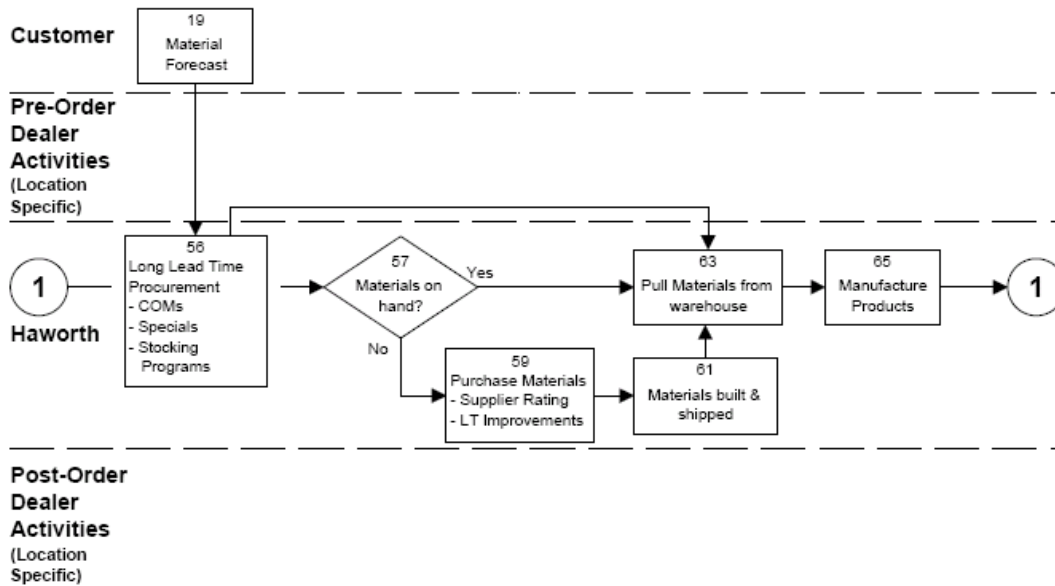 Customer
19
Material
Forecast
Pre-Order
Dealer
Activities
(Location
Specific)
1
Haworth
56
Long Lead Time
Procurement
- COMs
- Specials
- Stocking
Programs
57
Materials on
hand?
Yes
No
59
Purchase Materials
- Supplier Rating
- LT Improvements
61
Materials built &
shipped
63
Pull Materials from
warehouse
65
Manufacture
Products
1
Post-Order
Dealer
Activities
(Location
Specific)